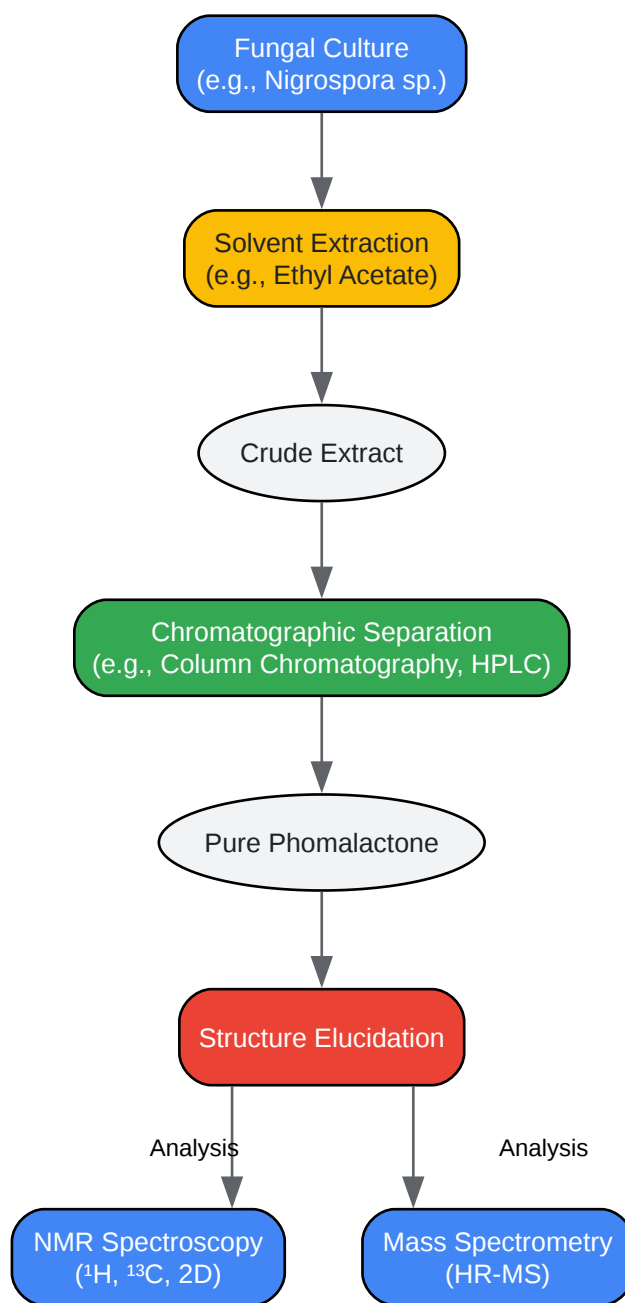 Fungal Culture
(e.g., Nigrospora sp.)
Solvent Extraction
(e.g., Ethyl Acetate)
Crude Extract
Chromatographic Separation
(e.g., Column Chromatography, HPLC)
Pure Phomalactone
Structure Elucidation
Analysis
Analysis
NMR Spectroscopy
(¹H, ¹³C, 2D)
Mass Spectrometry
(HR-MS)